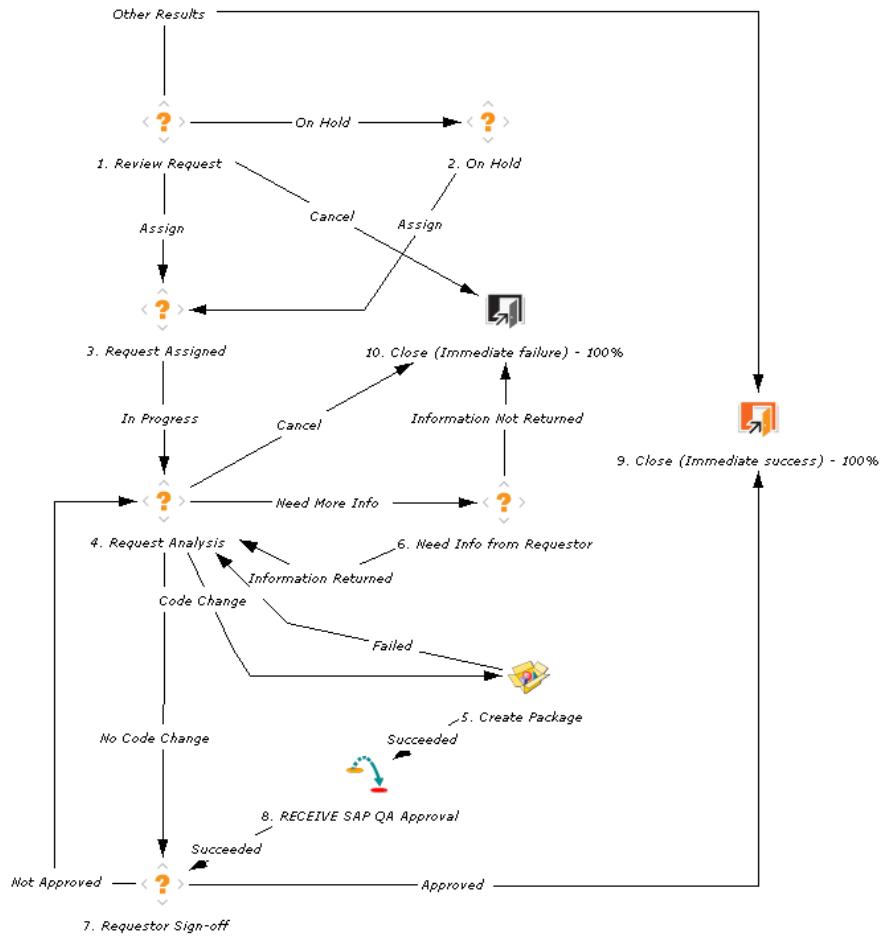 Other Results
On Hold
1. Review Request
2. On Hold
Cancel
Assign
Assign
3. Request Assigned
10. Close (Immediate failure) - 100%
In Progress
Cancel
Information Not Returned
9. Close (Immediate success) - 100%
Need More Info
4. Request Analysis
6. Need Info from Requestor
Information Returned
Code Change
Failed
5. Create Package
No Code Change
Succeeded
8. RECEIVE SAP QA Approval
Succeeded
Not Approved
Approved
7. Requestor Sign-off